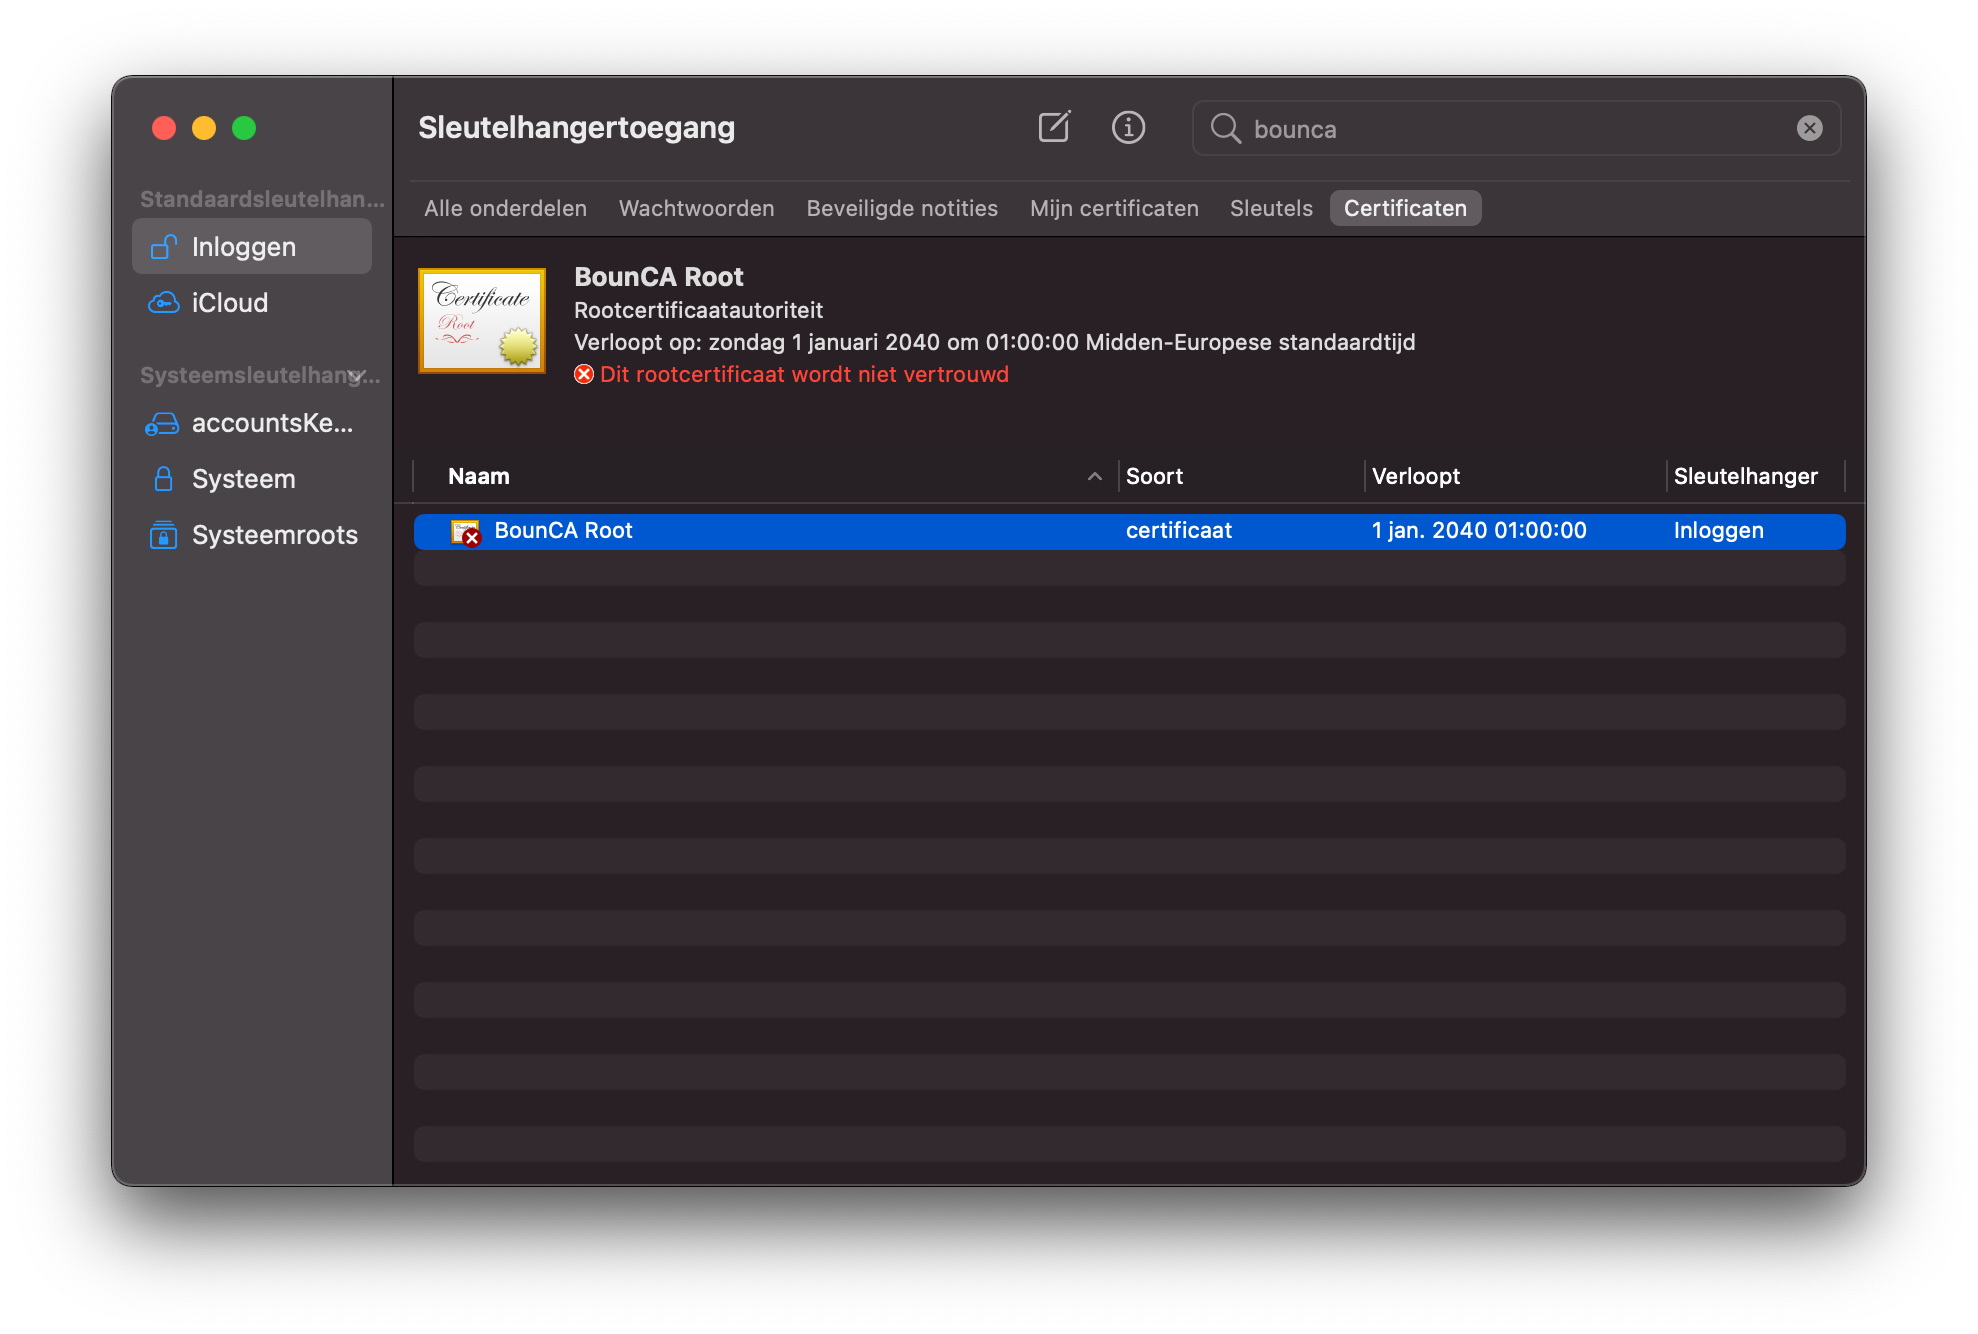 Sleutelhangertoegang
bounca
Standaardsleutelhan...
Inloggen
iCloud
Systeemsleutelhang...
accountsKe...
Systeem
Systeemroots
Alle onderdelen Wachtwoorden Beveiligde notities Mijn certificaten Sleutels Certificaten
Certificate
Root
BounCA Root
Rootcertificaatautoriteit
Verloopt op: zondag 1 januari 2040 om 01:00:00 Midden-Europese standaardtijd
Dit rootcertificaat wordt niet vertrouwd
Naam Soort Verloopt Sleutelhanger
BounCA Root certificaat 1 jan. 2040 01:00:00 Inloggen